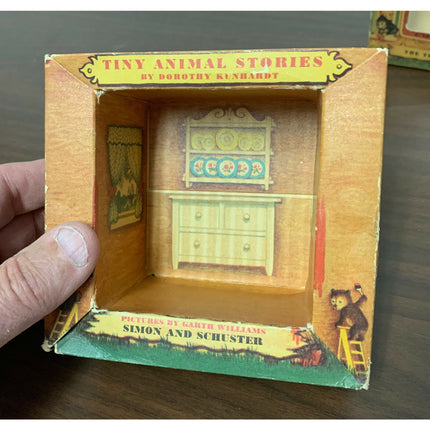 TINY ANIMAL STORIES
BY DOROTHY KUNHARDT
PICTURES BY GARTH WILLIAMS
SIMON AND SCHUSTER